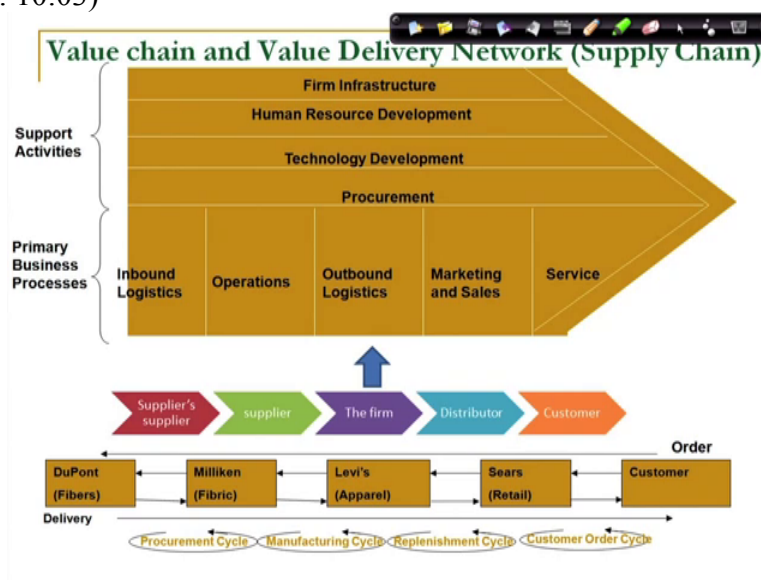 : 10:05)
Value chain and Value Delivery Network (Supply Chain)
Firm Infrastructure
Human Resource Development
Support
Activities
Technology Development
Procurement
Primary
Business
Processes
Inbound
Logistics
Operations
Outbound
Logistics
Marketing
and Sales
Service
Supplier's
supplier
supplier
The firm
Distributor
Customer
Order
DuPont
(Fibers)
Milliken
(Fibric)
Levi's
(Apparel)
Sears
(Retail)
Customer
Delivery
Procurement Cycle
Manufacturing Cycle
Replenishment Cycle
Customer Order Cycle